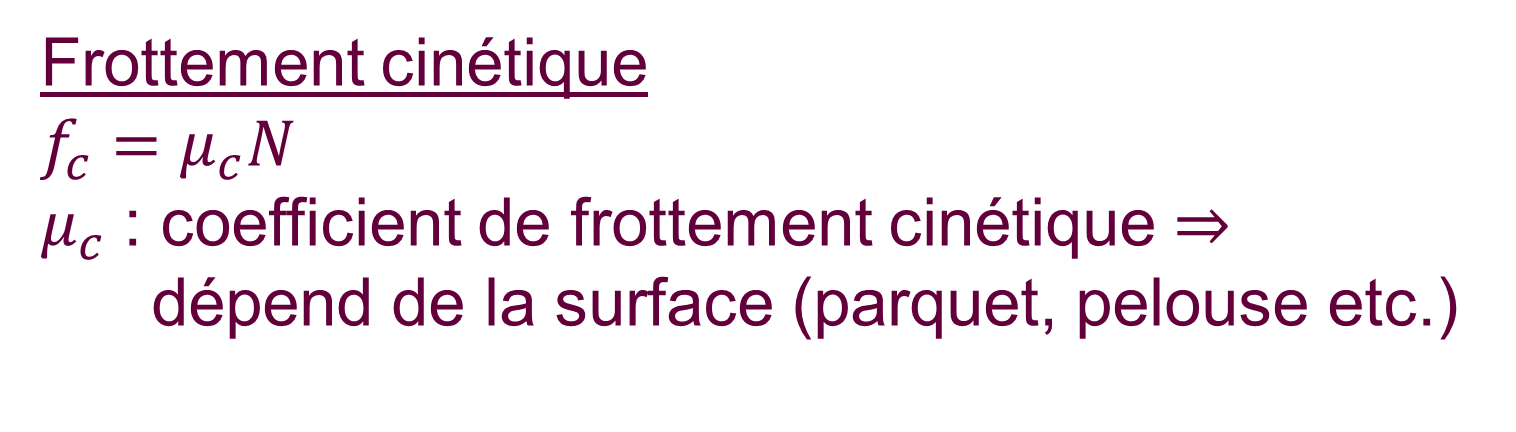 Frottement cinétique
f_c = μ_c N
μ_c : coefficient de frottement cinétique ⇒
dépend de la surface (parquet, pelouse etc.)